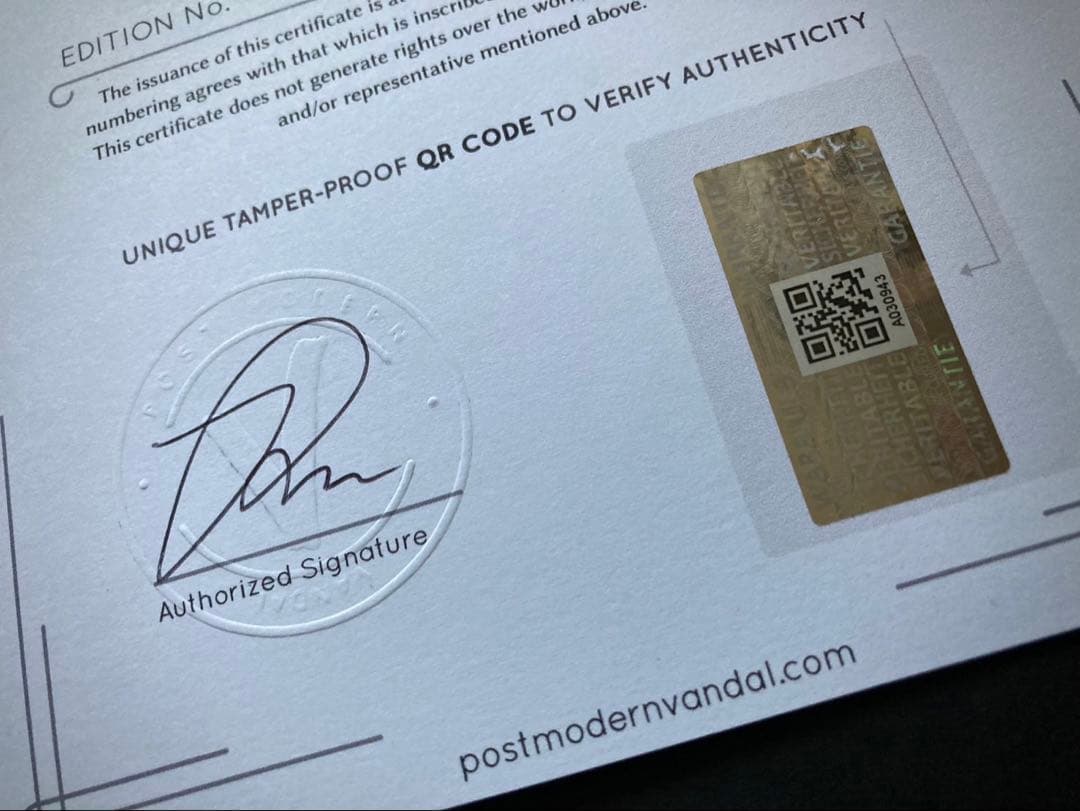 EDITION No.
The issuance of this certificate is
numbering agrees with that which is
This certificate does not generate rights over the
and/or representative mentioned above.
UNIQUE TAMPER-PROOF QR CODE TO VERIFY AUTHENTICITY
A030943
Authorized Signature
postmodernvandal.com